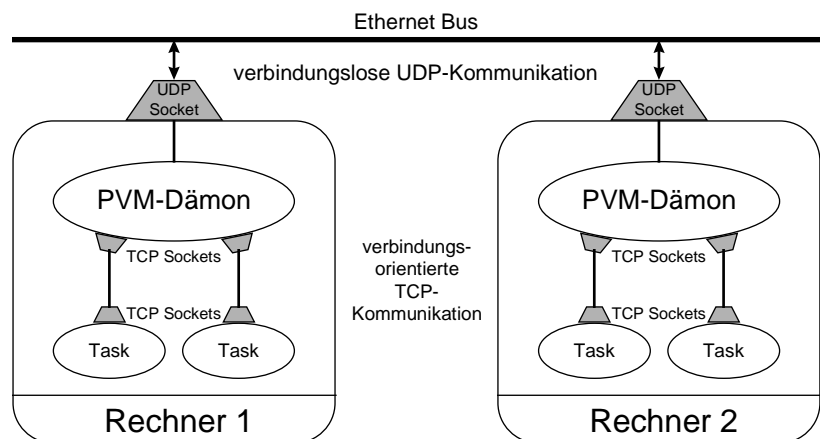 Ethernet Bus
verbindungslose UDP-Kommunikation
UDP
Socket
UDP
Socket
PVM-Dämon
PVM-Dämon
TCP Sockets
TCP Sockets
verbindungs-
orientierte
TCP-
Kommunikation
TCP Sockets
TCP Sockets
Task
Task
Task
Task
Rechner 1
Rechner 2